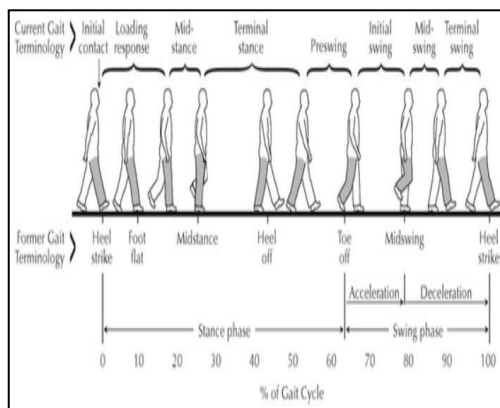 Current Gait Terminology > Initial contact Loading response Mid-stance Terminal stance Preswing Initial swing Mid-swing Terminal swing
Former Gait Terminology > Heel strike Foot flat Midstance Heel off Toe off Midswing Heel strike
Acceleration Deceleration
Stance phase Swing phase
0 10 20 30 40 50 60 70 80 90 100
% of Gait Cycle